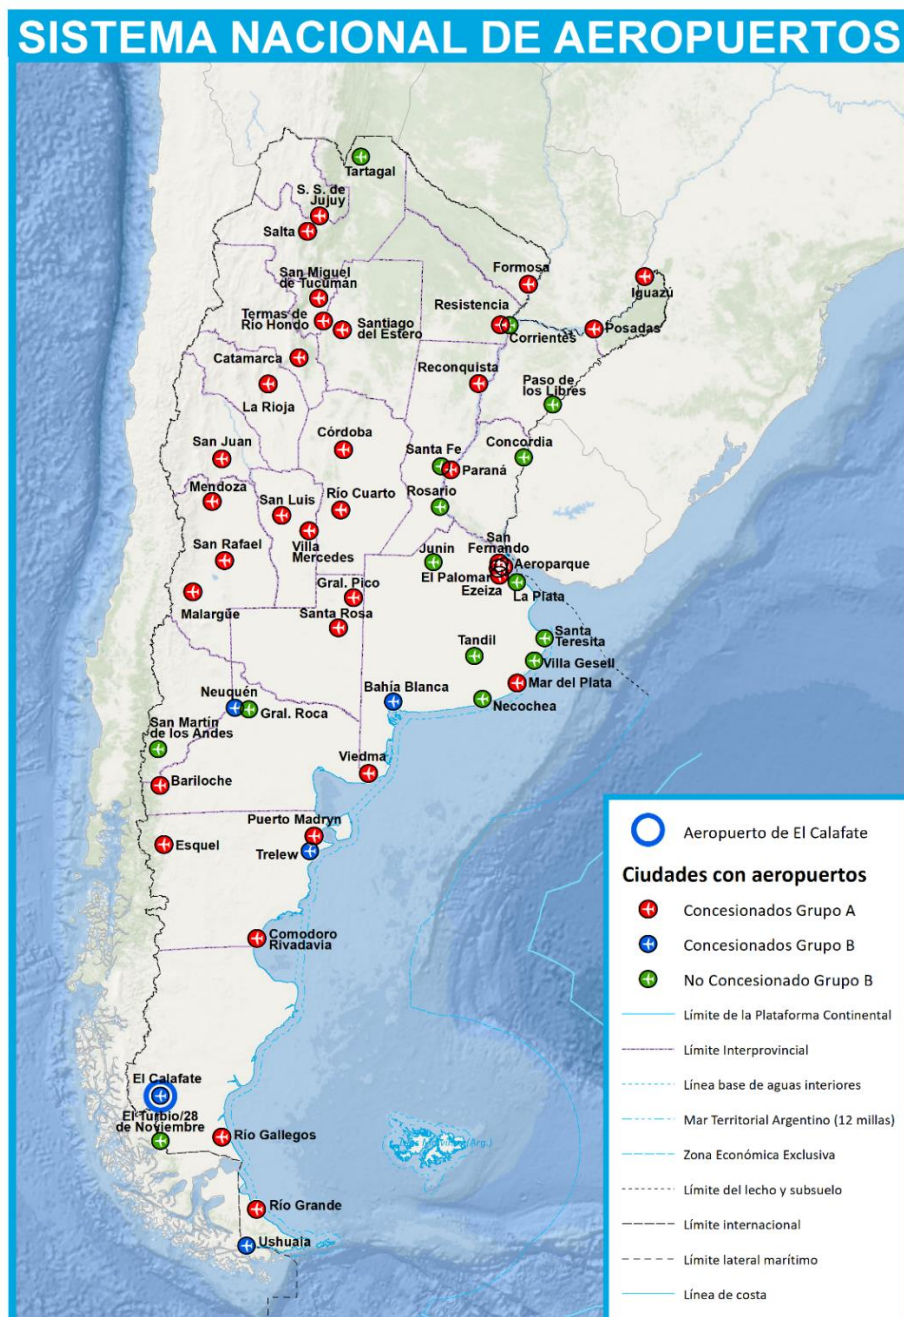 SISTEMA NACIONAL DE AEROPUERTOS
Tartagal
S. S. de
Jujuy
Salta
San Miguel
de Tucumán
Termas de
Río Hondo
Santiago
del Estero
Formosa
Iguazú
Resistencia
Corrientes
Posadas
Catamarca
La Rioja
Reconquista
Paso de
los Libres
San Juan
Córdoba
Santa Fe
Paraná
Concordia
Mendoza
San Luis
Río Cuarto
Rosario
Villa
Mercedes
San Rafael
Junín
San
Fernando
Aeroparque
El Palomar
Ezeiza
La Plata
Malargüe
Gral. Pico
Santa Rosa
Tandil
Santa
Teresita
Villa Gesell
Mar del Plata
Necochea
Neuquén
Gral. Roca
Bahía Blanca
San Martín
de los Andes
Bariloche
Viedma
Puerto Madryn
Trelew
Esquel
Comodoro
Rivadavia
El Calafate
El Turbio/28
de Noviembre
Río Gallegos
Río Grande
Ushuaia
Aeropuerto de El Calafate
Ciudades con aeropuertos
Concesionados Grupo A
Concesionados Grupo B
No Concesionado Grupo B
Límite de la Plataforma Continental
Límite Interprovincial
Línea base de aguas interiores
Mar Territorial Argentino (12 millas)
Zona Económica Exclusiva
Límite del lecho y subsuelo
Límite internacional
Límite lateral marítimo
Línea de costa